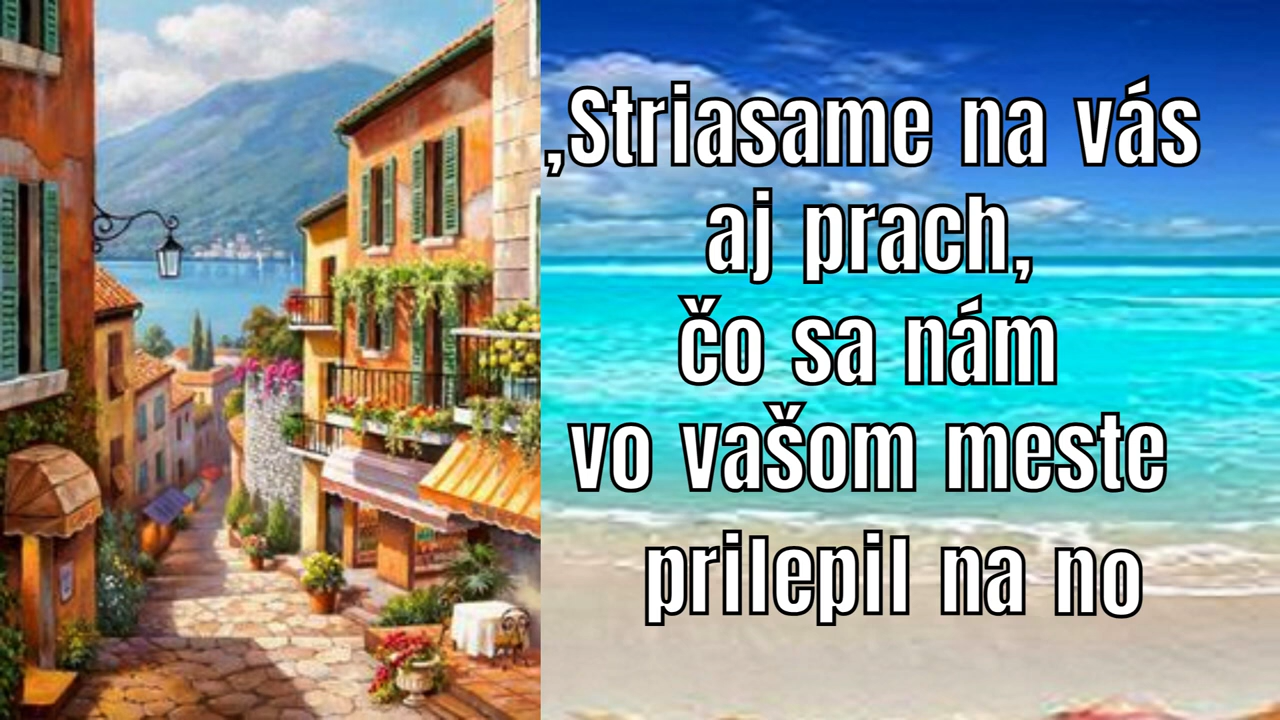 „Striasame na vás
aj prach,
čo sa nám
vo vašom meste
prilepil na no